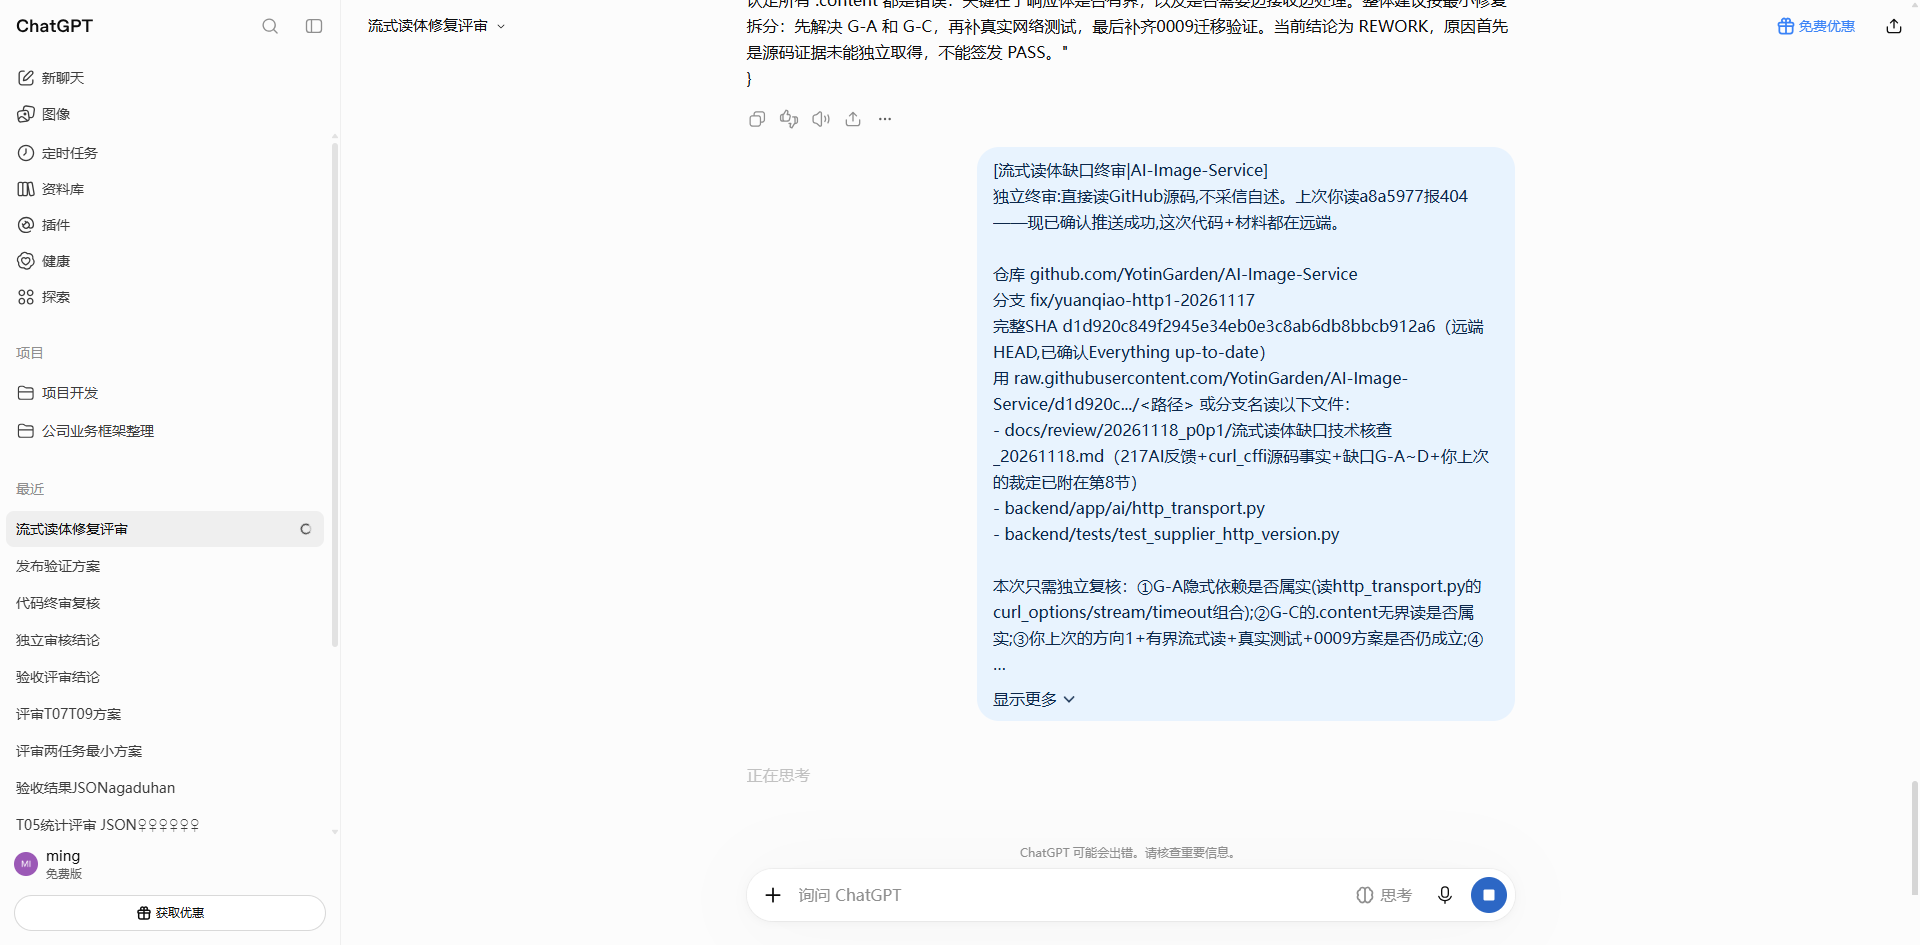 ChatGPT
新聊天
图像
定时任务
资料库
插件
健康
探索
项目
项目开发
公司业务框架整理
最近
流式读体修复评审
发布验证方案
代码终审复核
独立审核结论
验收评审结论
评审T07T09方案
评审两任务最小方案
验收结果JSONagaduhan
T05统计评审 JSON♀♀♀♀♀♀
MI
ming
免费版
获取优惠
流式读体修复评审
免费优惠
认定所有 .content 都是错误：关键在于响应体是否有界，以及是否需要边接收边处理。整体建议按最小修复
拆分：先解决 G-A 和 G-C，再补真实网络测试，最后补齐0009迁移验证。当前结论为 REWORK，原因首先
是源码证据未能独立取得，不能签发 PASS。"
}
[流式读体缺口终审|AI-Image-Service]
独立终审:直接读GitHub源码,不采信自述。上次你读a8a5977报404
——现已确认推送成功,这次代码+材料都在远端。
仓库 github.com/YotinGarden/AI-Image-Service
分支 fix/yuanqiao-http1-20261117
完整SHA d1d920c849f2945e34eb0e3c8ab6db8bbcb912a6（远端
HEAD,已确认Everything up-to-date）
用 raw.githubusercontent.com/YotinGarden/AI-Image-
Service/d1d920c.../<路径> 或分支名读以下文件：
- docs/review/20261118_p0p1/流式读体缺口技术核查
_20261118.md（217AI反馈+curl_cffi源码事实+缺口G-A~D+你上次
的裁定已附在第8节）
- backend/app/ai/http_transport.py
- backend/tests/test_supplier_http_version.py
本次只需独立复核：①G-A隐式依赖是否属实(读http_transport.py的
curl_options/stream/timeout组合);②G-C的.content无界读是否属
实;③你上次的方向1+有界流式读+真实测试+0009方案是否仍成立;④
...
显示更多
正在思考
ChatGPT 可能会出错。请核查重要信息。
询问 ChatGPT
思考